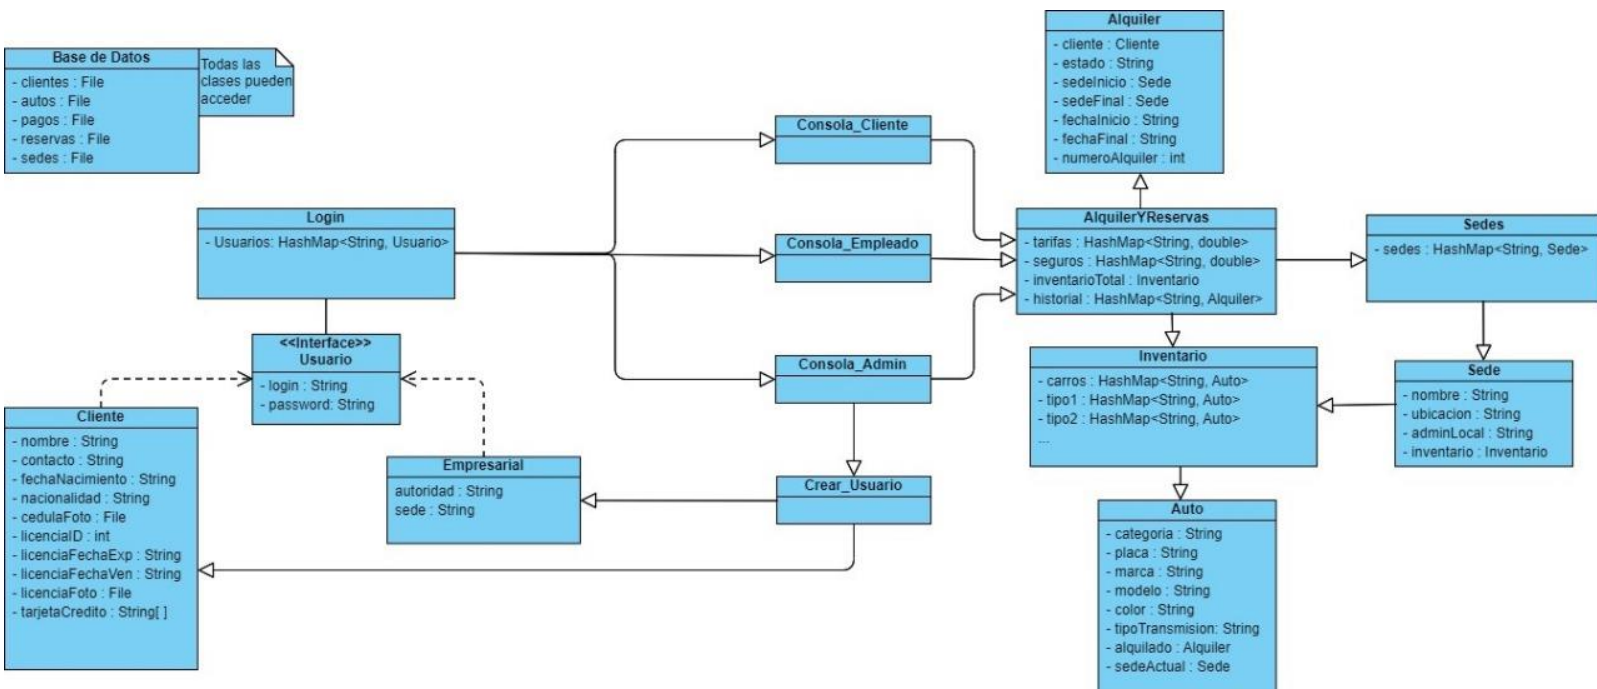 Base de Datos
- clientes : File
- autos : File
- pagos : File
- reservas : File
- sedes : File
Todas las
clases pueden
acceder
Login
- Usuarios: HashMap<String, Usuario>
<<Interface>>
Usuario
- login : String
- password: String
Cliente
- nombre : String
- contacto : String
- fechaNacimiento : String
- nacionalidad : String
- cedulaFoto : File
- licenciaID : int
- licenciaFechaExp : String
- licenciaFechaVen : String
- licenciaFoto : File
- tarjetaCredito : String[ ]
Empresarial
autoridad : String
sede : String
Consola_Cliente
Consola_Empleado
Consola_Admin
Crear_Usuario
Alquiler
- cliente : Cliente
- estado : String
- sedeInicio : Sede
- sedeFinal : Sede
- fechaInicio : String
- fechaFinal : String
- numeroAlquiler : int
AlquilerYReservas
- tarifas : HashMap<String, double>
- seguros : HashMap<String, double>
- inventarioTotal : Inventario
- historial : HashMap<String, Alquiler>
Sedes
- sedes : HashMap<String, Sede>
Inventario
- carros : HashMap<String, Auto>
- tipo1 : HashMap<String, Auto>
- tipo2 : HashMap<String, Auto>
...
Sede
- nombre : String
- ubicacion : String
- adminLocal : String
- inventario : Inventario
Auto
- categoria : String
- placa : String
- marca : String
- modelo : String
- color : String
- tipoTransmision: String
- alquilado : Alquiler
- sedeActual : Sede